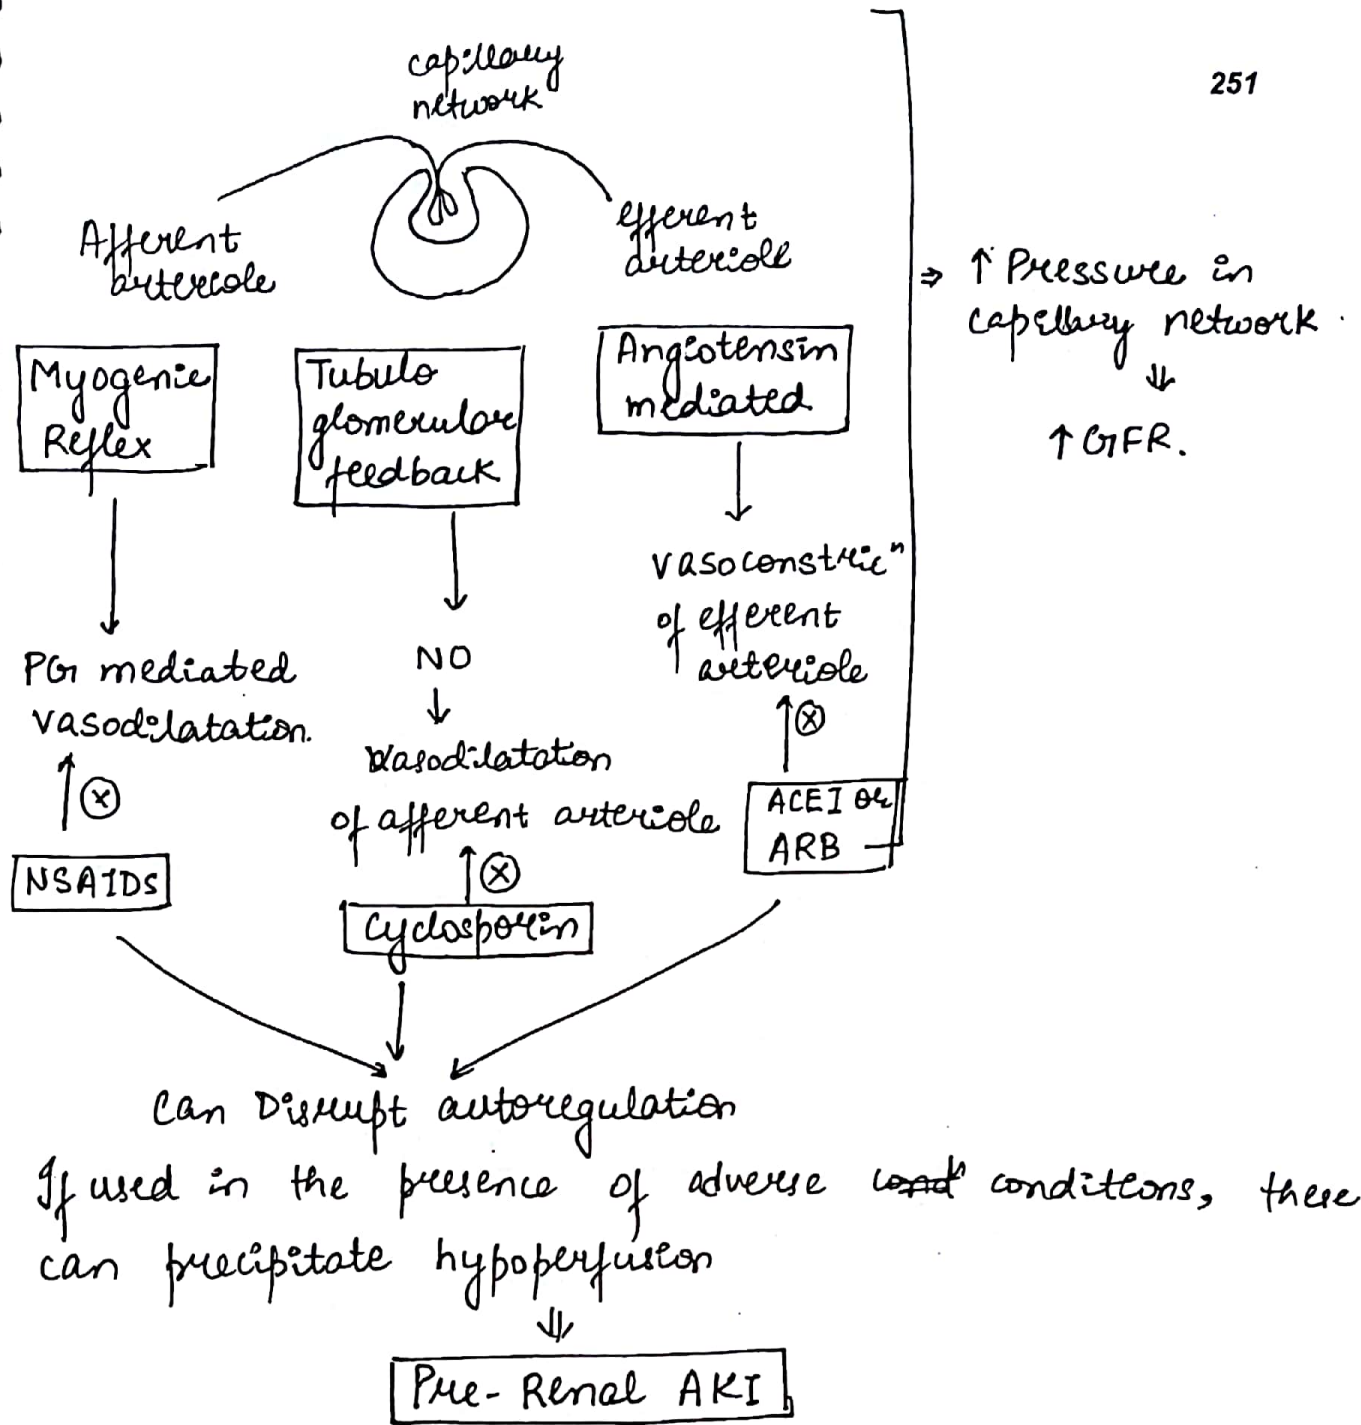 251
capillary
network
Afferent
arteriole
efferent
arteriole
⇒ ↑ Pressure in
capillary network.
⇓
↑ GFR.
Myogenic
Reflex
Tubulo
glomerular
feedback
Angiotensin
mediated
PG mediated
vasodilatation.
NO
vasodilatation
of afferent arteriole
vasoconstricⁿ
of efferent
arteriole
NSAIDs
Cyclosporin
ACEI or
ARB
Can Disrupt autoregulation
If used in the presence of adverse conditions, these
can precipitate hypoperfusion
⇓
Pre-Renal AKI